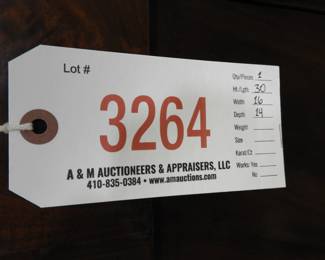 Lot #
3264
A & M AUCTIONEERS & APPRAISERS, LLC
410-835-0384 • www.amauctions.com
Qty/Pieces 1
Ht./Lgth. 30
Width 16
Depth 14
Weight
Size
Karat/Ct
Works: Yes
No